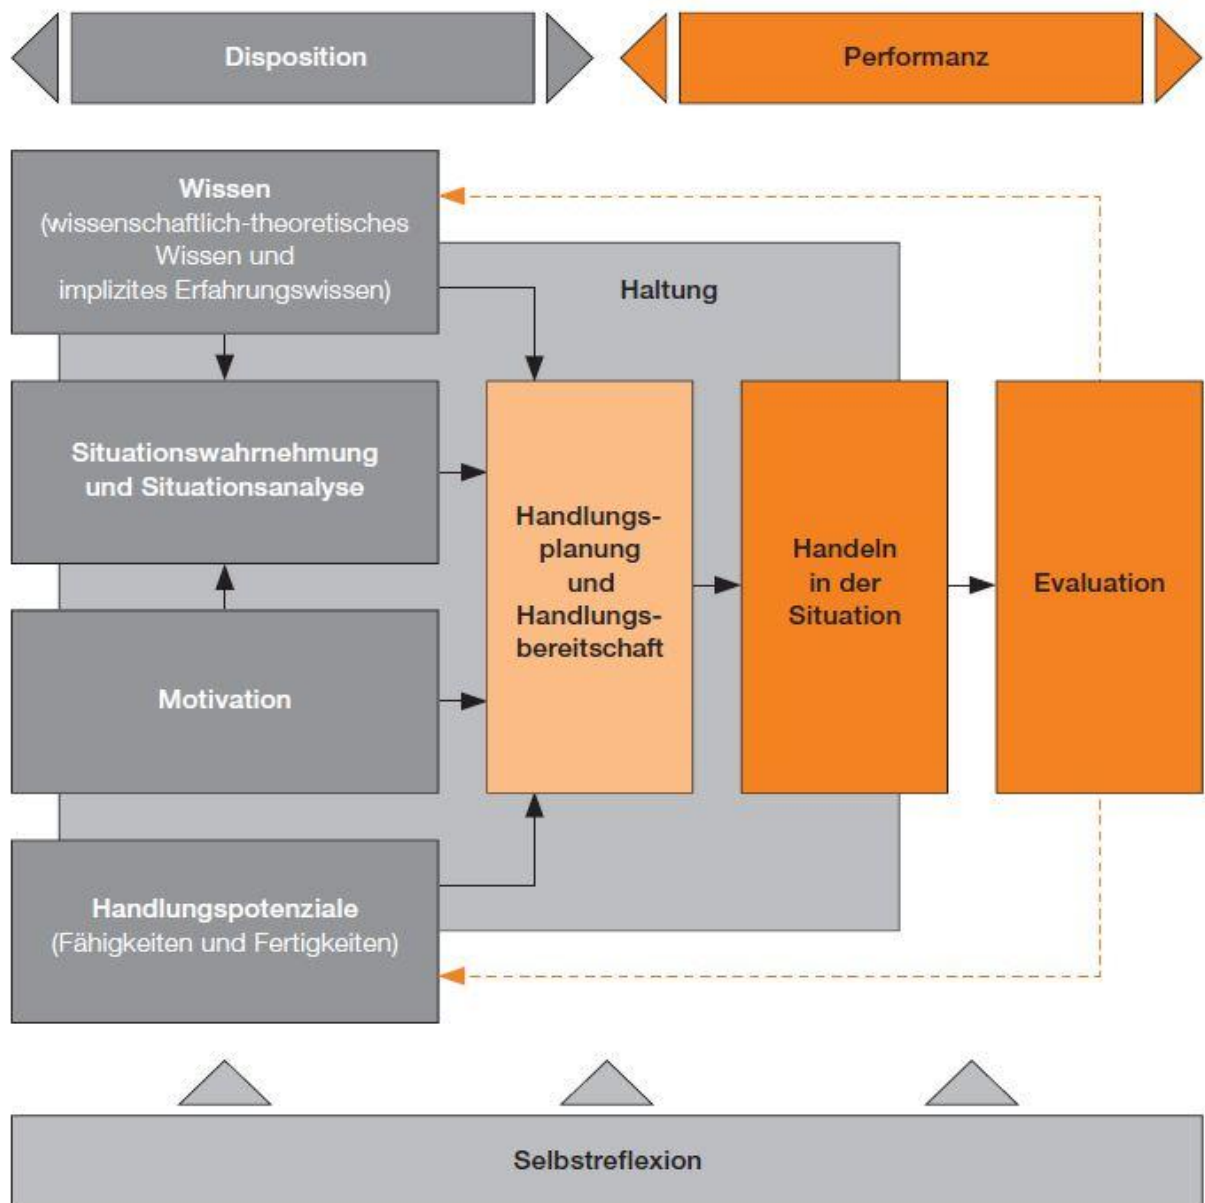 Disposition
Performanz
Wissen
(wissenschaftlich-theoretisches
Wissen und
implizites Erfahrungswissen)
Haltung
Situationswahrnehmung
und Situationsanalyse
Handlungs-
planung
und
Handlungs-
bereitschaft
Handeln
in der
Situation
Evaluation
Motivation
Handlungspotenziale
(Fähigkeiten und Fertigkeiten)
Selbstreflexion